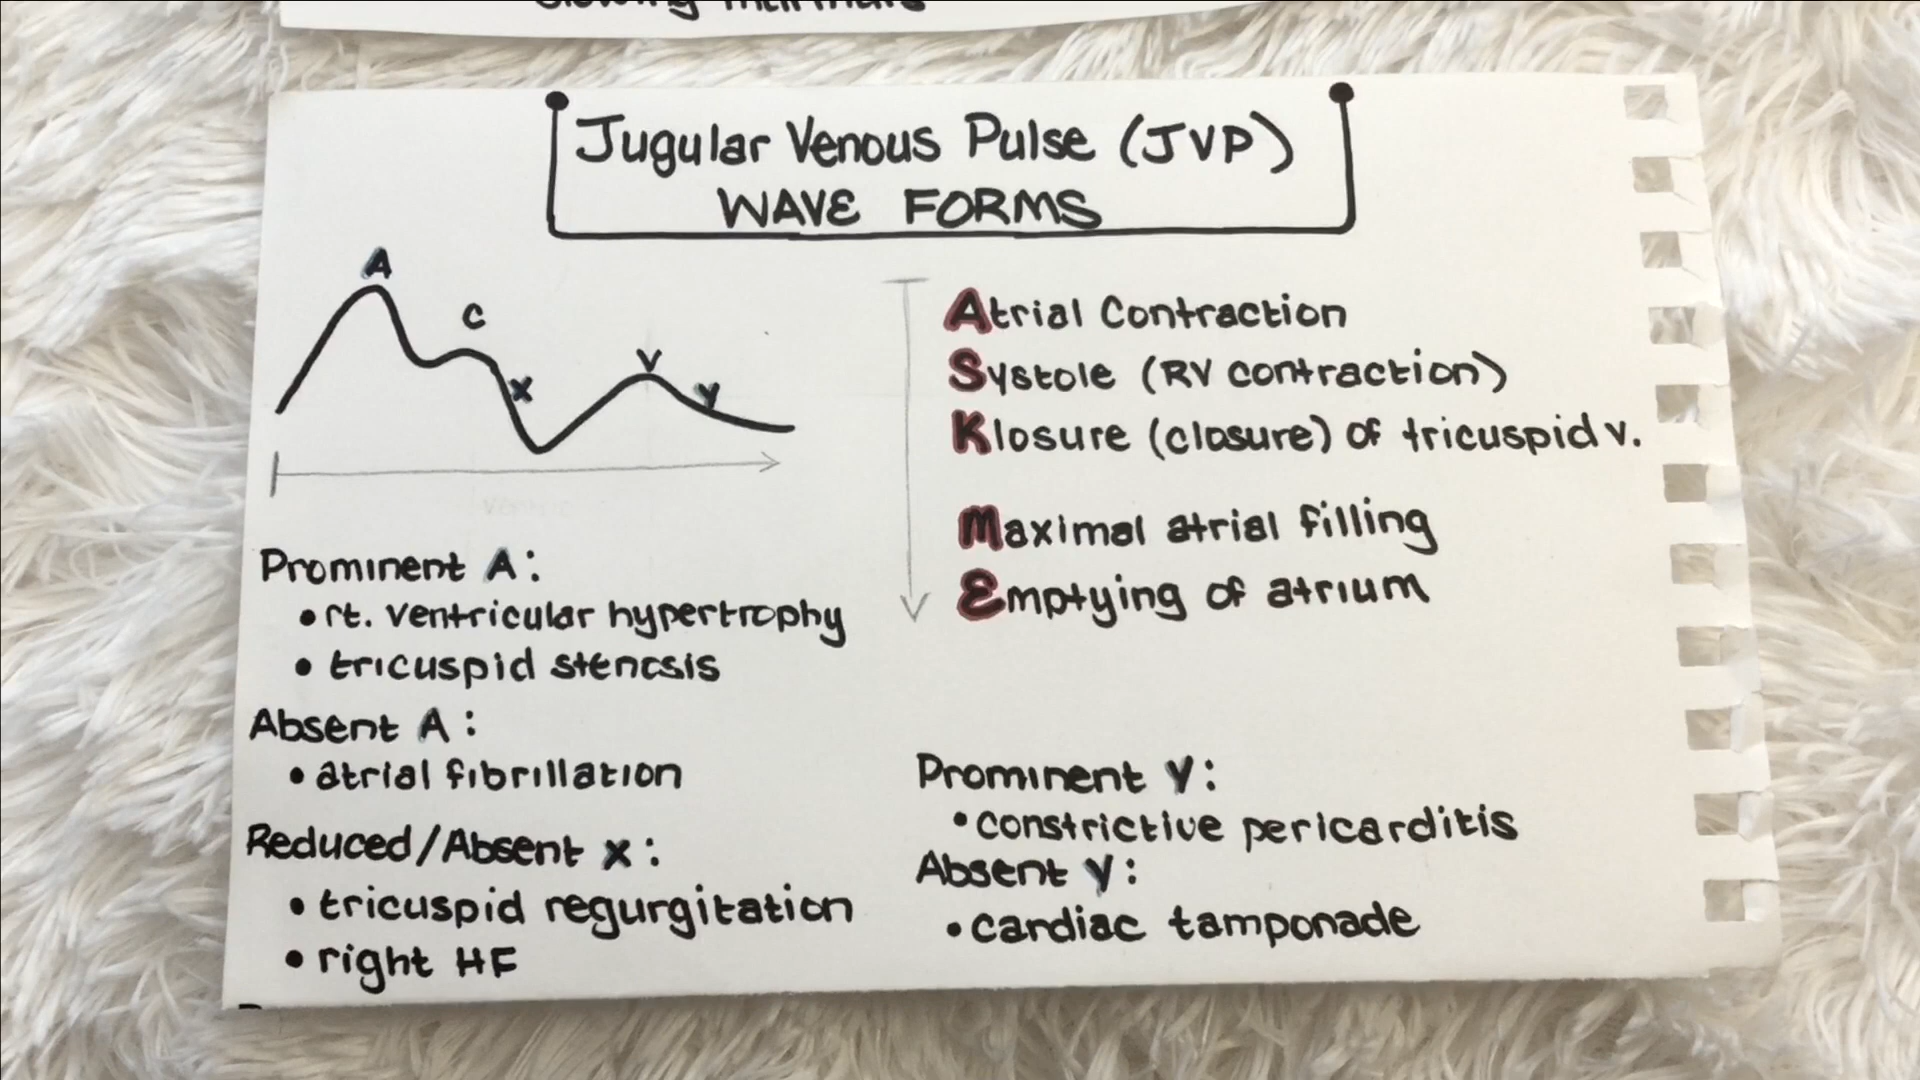 Jugular Venous Pulse (JVP)
WAVE FORMS
A
C
X
V
Y
Atrial Contraction
Systole (RV contraction)
Klosure (closure) of tricuspid v.
Maximal atrial filling
Emptying of atrium
Prominent A:
• rt. ventricular hypertrophy
• tricuspid stenosis
Absent A:
• atrial fibrillation
Reduced/Absent X:
• tricuspid regurgitation
• right HF
Prominent Y:
• constrictive pericarditis
Absent Y:
• cardiac tamponade